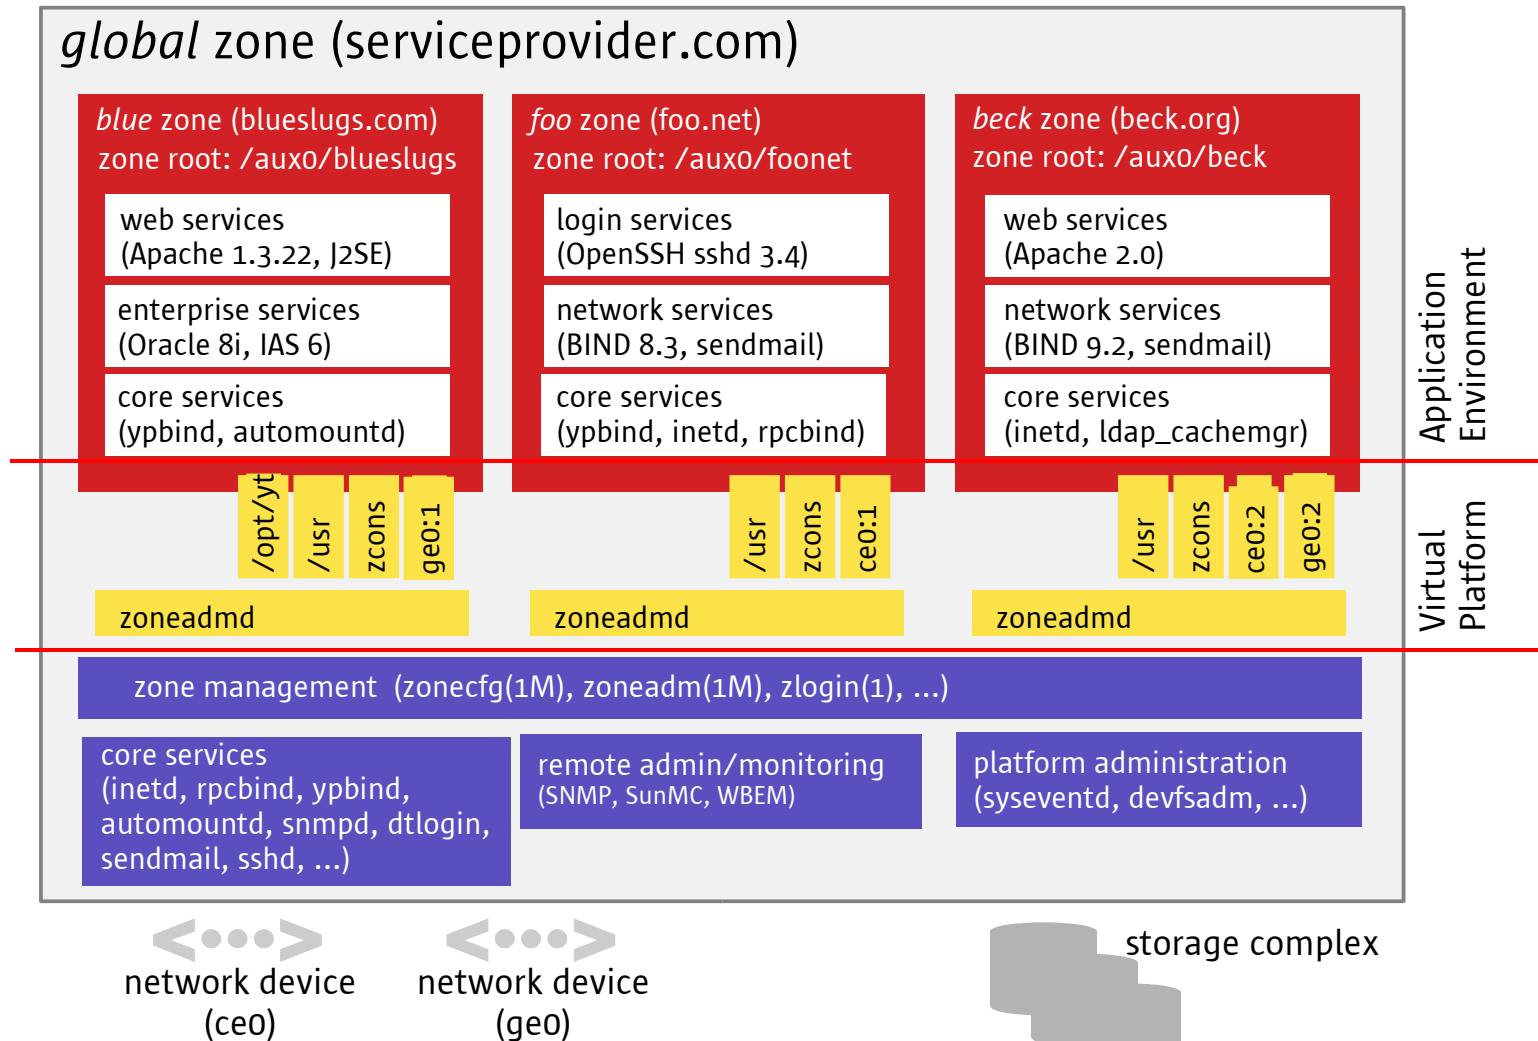 global zone (serviceprovider.com)
blue zone (blueslugs.com)
zone root: /aux0/blueslugs
web services
(Apache 1.3.22, J2SE)
enterprise services
(Oracle 8i, IAS 6)
core services
(ypbind, automountd)
foo zone (foo.net)
zone root: /aux0/foonet
login services
(OpenSSH sshd 3.4)
network services
(BIND 8.3, sendmail)
core services
(ypbind, inetd, rpcbind)
beck zone (beck.org)
zone root: /aux0/beck
web services
(Apache 2.0)
network services
(BIND 9.2, sendmail)
core services
(inetd, ldap_cachemgr)
Application
Environment
/opt/yt
/usr
zcons
ge0:1
/usr
zcons
ce0:1
/usr
zcons
ce0:2
ge0:2
zoneadmd
zoneadmd
zoneadmd
Virtual
Platform
zone management (zonecfg(1M), zoneadm(1M), zlogin(1), ...)
core services
(inetd, rpcbind, ypbind,
automountd, snmpd, dtlogin,
sendmail, sshd, ...)
remote admin/monitoring
(SNMP, SunMC, WBEM)
platform administration
(syseventd, devfsadm, ...)
network device
(ce0)
network device
(ge0)
storage complex